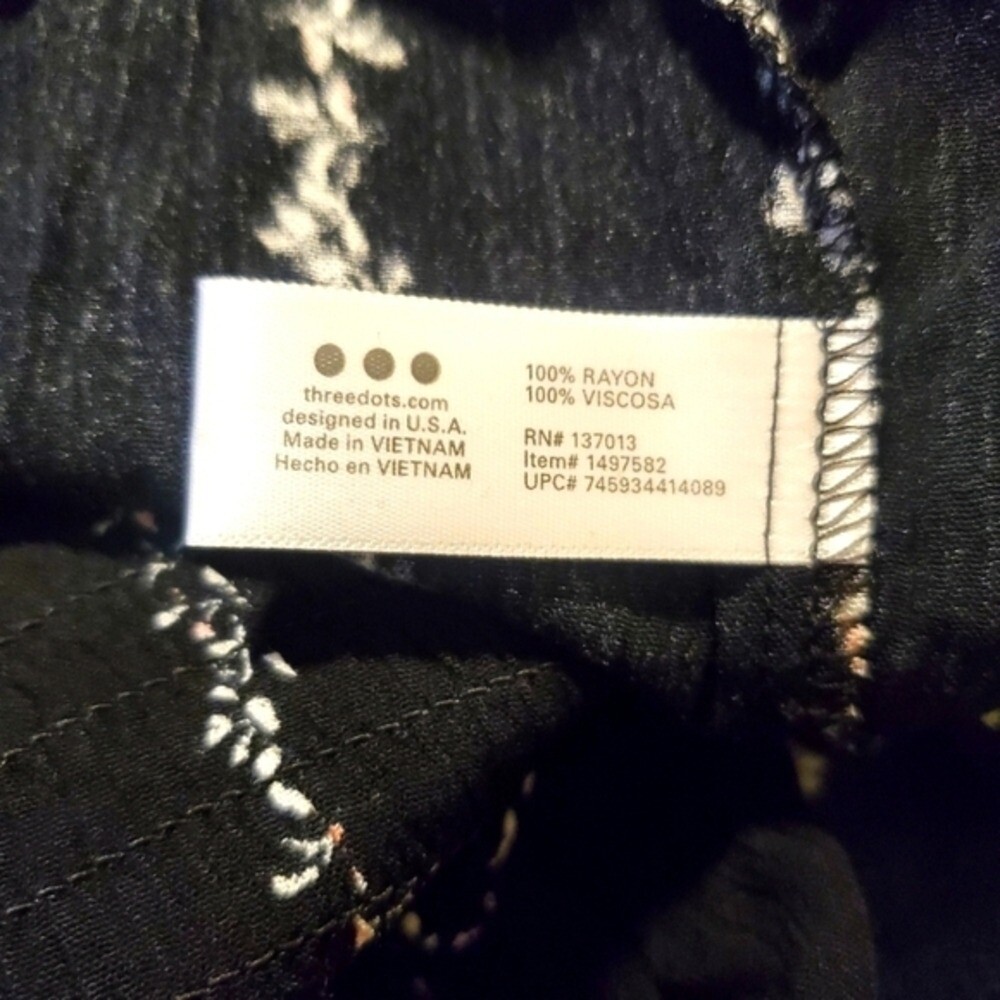 threedots.com
designed in U.S.A.
Made in VIETNAM
Hecho en VIETNAM
100% RAYON
100% VISCOSA
RN# 137013
Item# 1497582
UPC# 745934414089